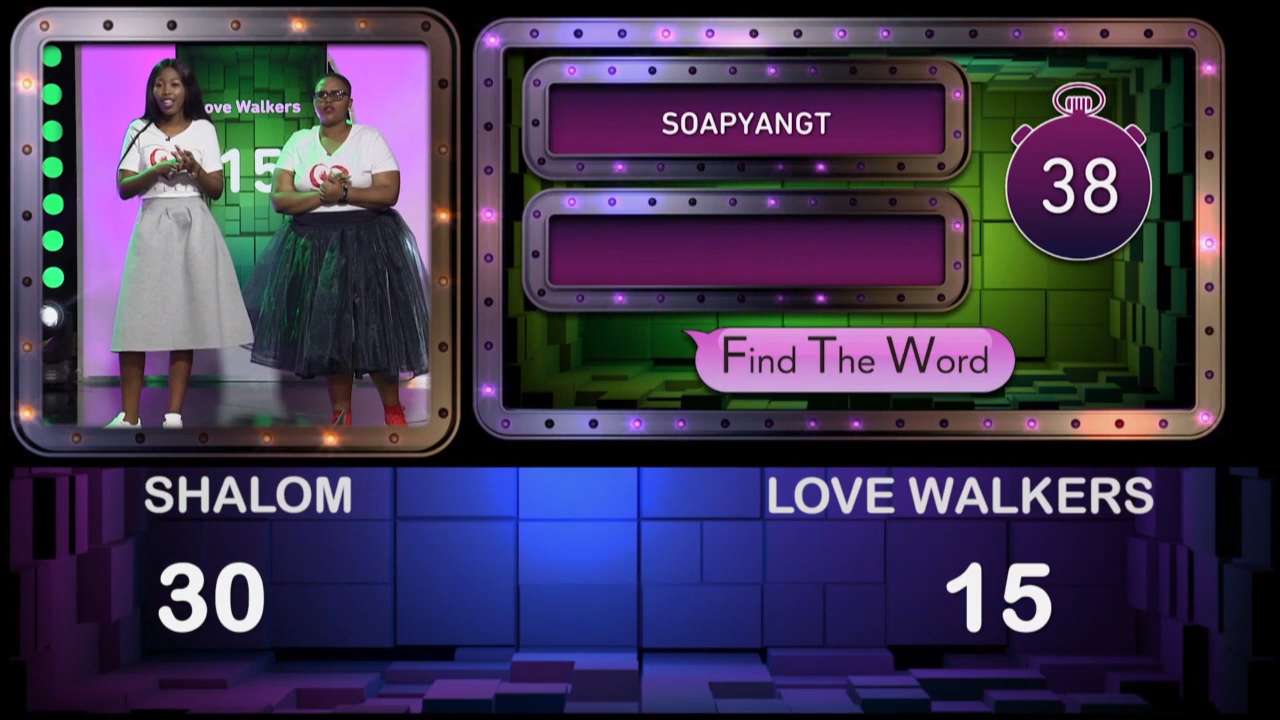 ove Walkers
15
SOAPYANGT
38
Find The Word
SHALOM
LOVE WALKERS
30
15